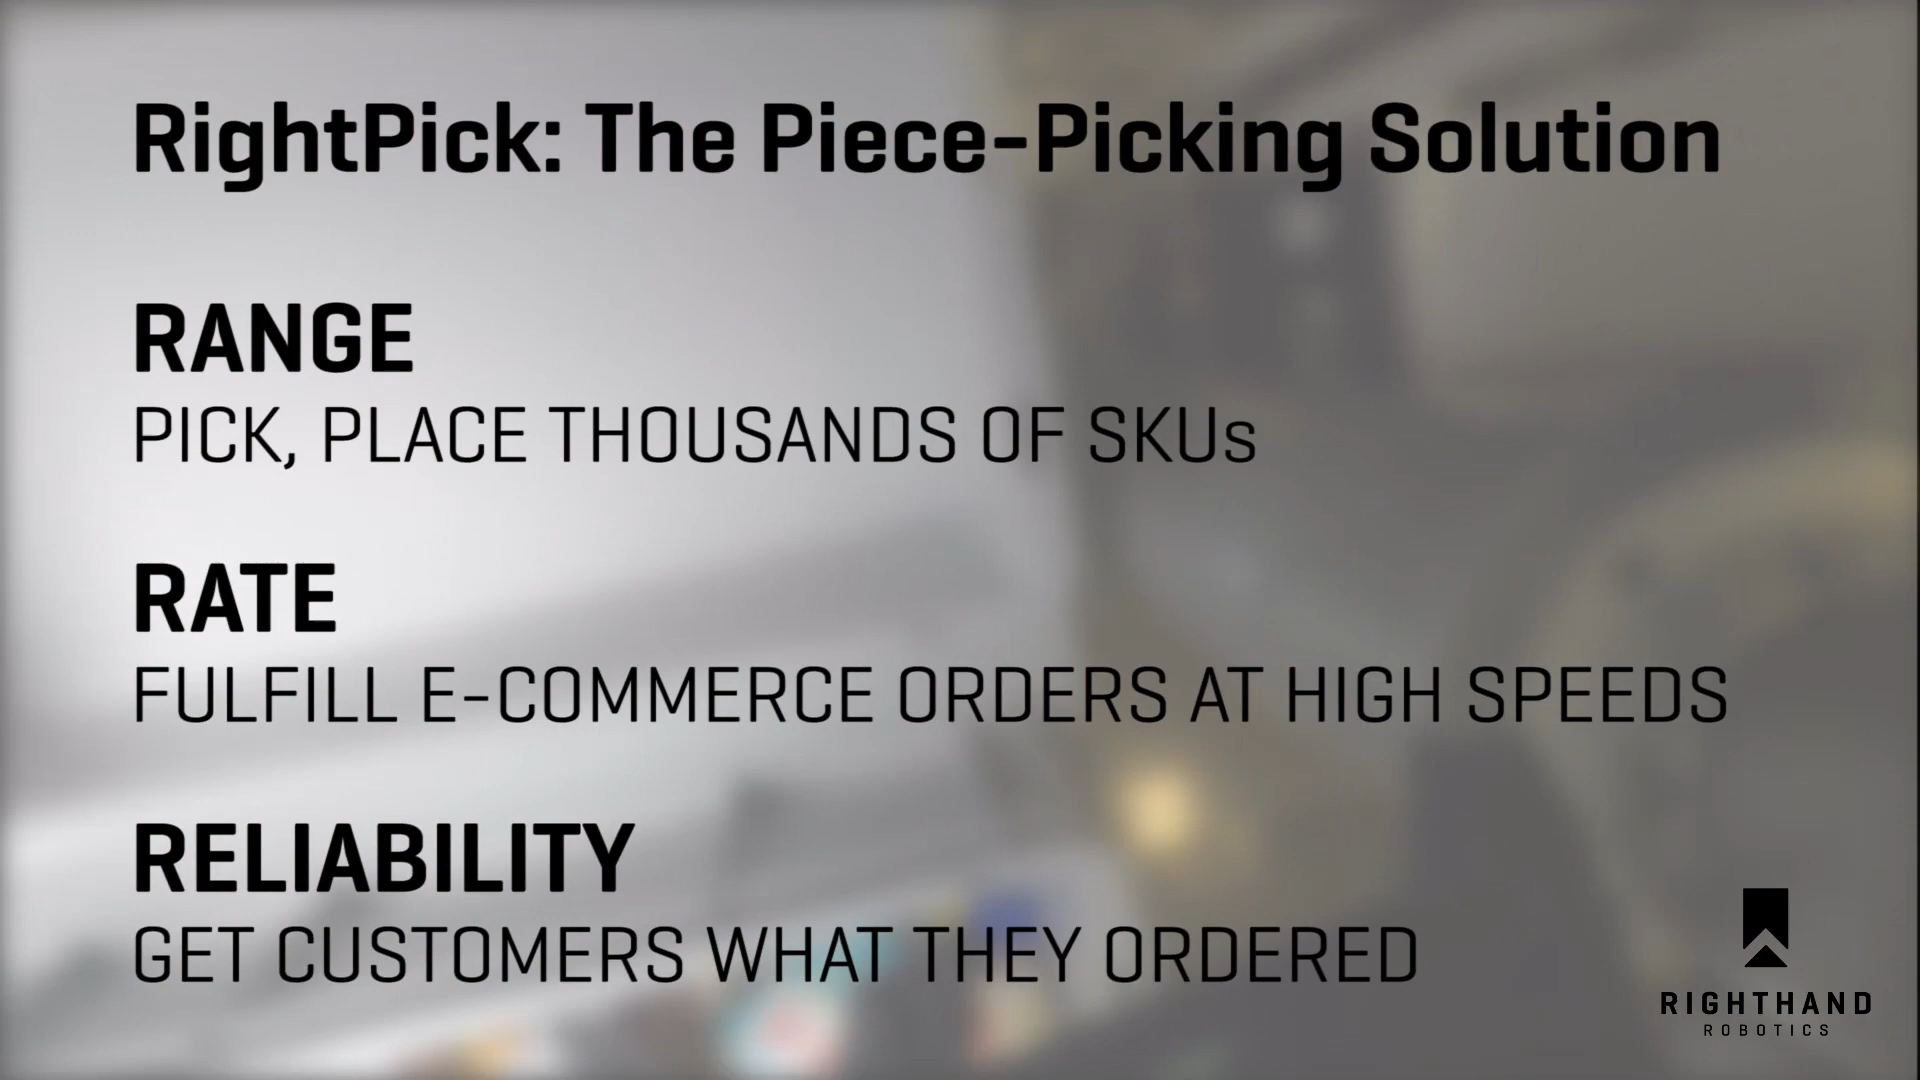 RightPick: The Piece-Picking Solution
RANGE
PICK, PLACE THOUSANDS OF SKUs
RATE
FULFILL E-COMMERCE ORDERS AT HIGH SPEEDS
RELIABILITY
GET CUSTOMERS WHAT THEY ORDERED
RIGHTHAND
ROBOTICS